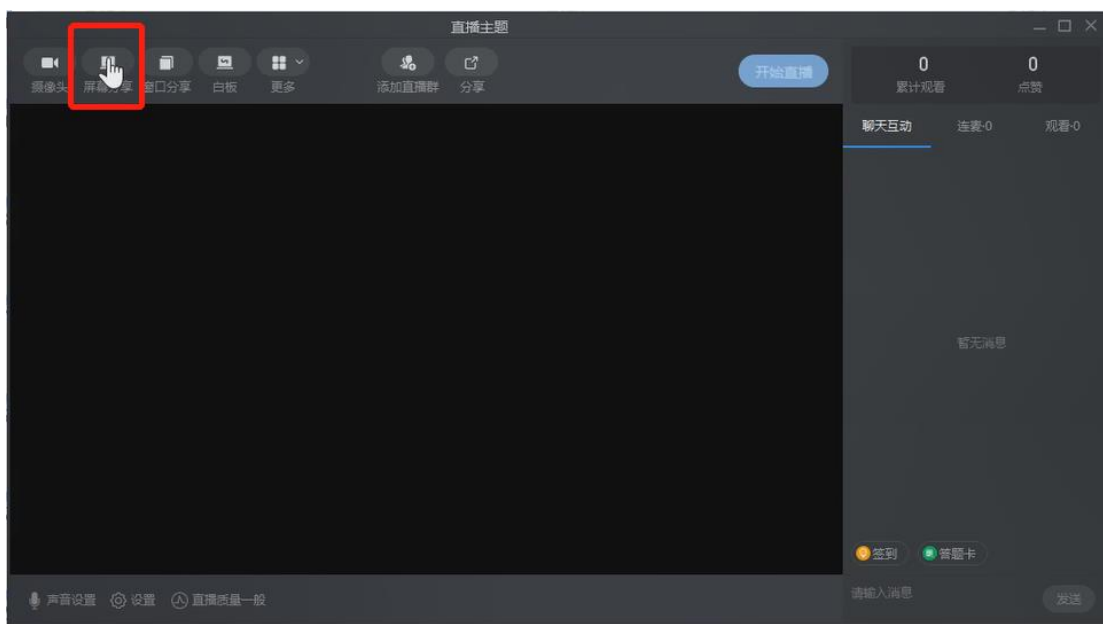 直播主题
摄像头 屏幕分享 窗口分享 白板 更多 添加直播群 分享
开始直播
0 0
累计观看 点赞
聊天互动 连麦·0 观看·0
暂无消息
签到 答题卡
声音设置 设置 直播质量一般
请输入消息
发送